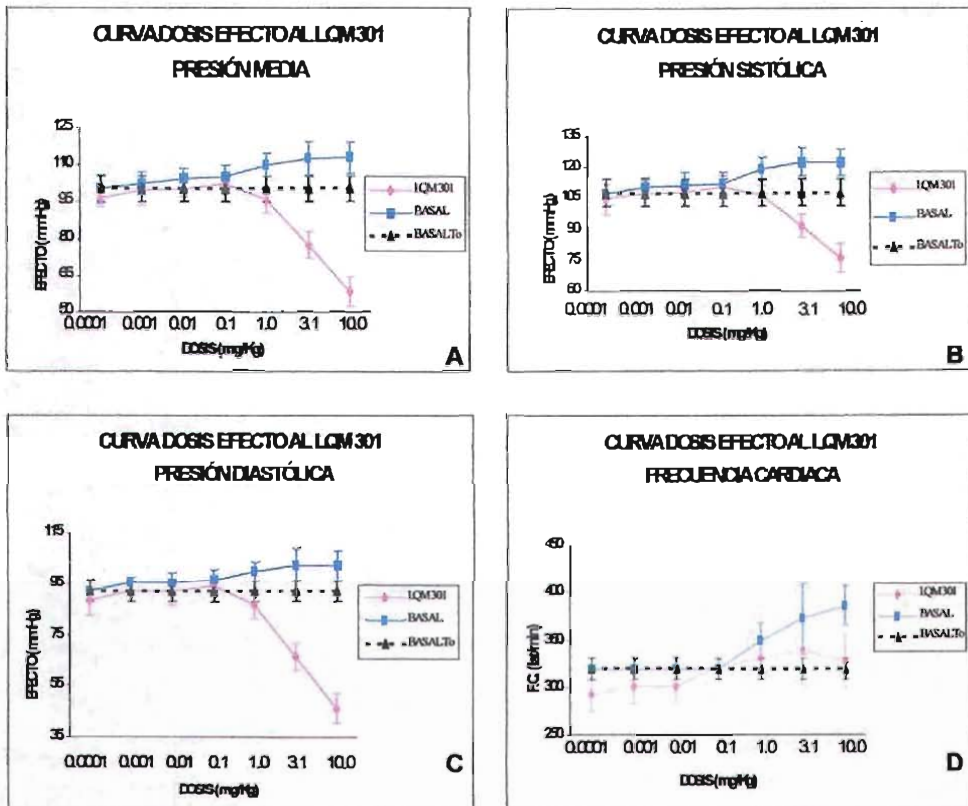 CURVA DOSIS EFECTO AL LQM301
PRESIÓN MEDIA
EFECTO (mmHg)
125
110
95
80
65
50
0.0001 0.001 0.01 0.1 1.0 3.1 10.0
DOSIS (mg/Kg)
LQM301
BASAL
BASALTo
A
CURVA DOSIS EFECTO AL LQM301
PRESIÓN SISTÓLICA
EFECTO (mmHg)
135
120
105
90
75
60
0.0001 0.001 0.01 0.1 1.0 3.1 10.0
DOSIS (mg/Kg)
LQM301
BASAL
BASALTo
B
CURVA DOSIS EFECTO AL LQM301
PRESIÓN DIASTÓLICA
EFECTO (mmHg)
115
95
75
55
35
0.0001 0.001 0.01 0.1 1.0 3.1 10.0
DOSIS (mg/Kg)
LQM301
BASAL
BASALTo
C
CURVA DOSIS EFECTO AL LQM301
FRECUENCIA CARDIACA
F.C. (lat/min)
450
400
350
300
250
0.0001 0.001 0.01 0.1 1.0 3.1 10.0
DOSIS (mg/Kg)
LQM301
BASAL
BASALTo
D